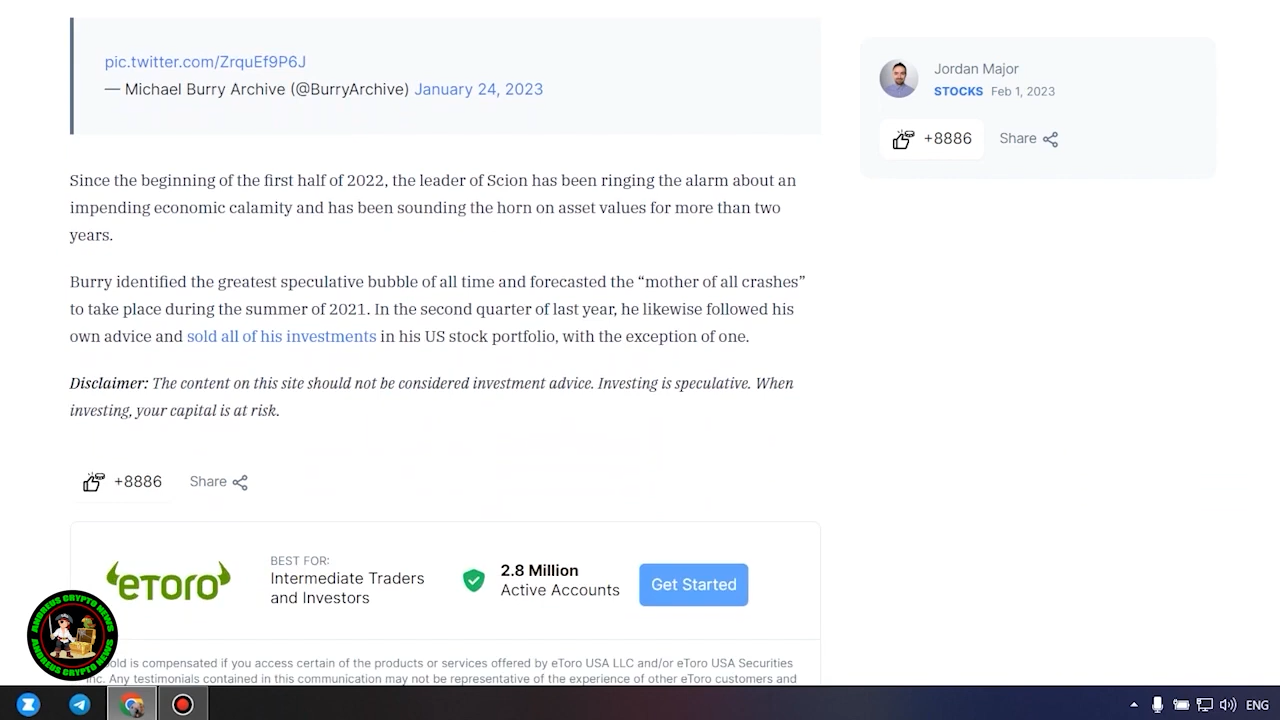 pic.twitter.com/ZrquEf9P6J
— Michael Burry Archive (@BurryArchive) January 24, 2023
Jordan Major
STOCKS Feb 1, 2023
+8886 Share
Since the beginning of the first half of 2022, the leader of Scion has been ringing the alarm about an
impending economic calamity and has been sounding the horn on asset values for more than two
years.
Burry identified the greatest speculative bubble of all time and forecasted the “mother of all crashes”
to take place during the summer of 2021. In the second quarter of last year, he likewise followed his
own advice and sold all of his investments in his US stock portfolio, with the exception of one.
Disclaimer: The content on this site should not be considered investment advice. Investing is speculative. When
investing, your capital is at risk.
+8886 Share
eToro
BEST FOR:
Intermediate Traders
and Investors
2.8 Million
Active Accounts
Get Started
is compensated if you access certain of the products or services offered by eToro USA LLC and/or eToro USA Securities
Inc. Any testimonials contained in this communication may not be representative of the experience of other eToro customers and
ANDREUS CRYPTO NEWS
ANDREUS CRYPTO NEWS
ENG